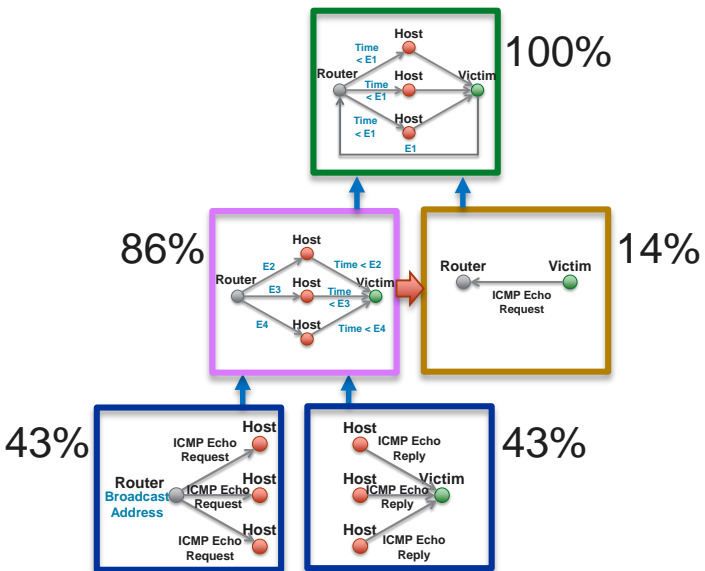 100%
Host
Time
< E1
Router
Host
Victim
Time
< E1
Time
< E1
Host
E1
86%
Host
E2
Time < E2
Router
E3
Host
Time
< E3
Victim
E4
Host
Time < E4
14%
Router
Victim
ICMP Echo
Request
43%
Host
ICMP Echo
Request
Router
Broadcast
Address
Host
ICMP Echo
Request
Host
ICMP Echo
Request
43%
Host
ICMP Echo
Reply
Victim
Host
ICMP Echo
Reply
Host
ICMP Echo
Reply